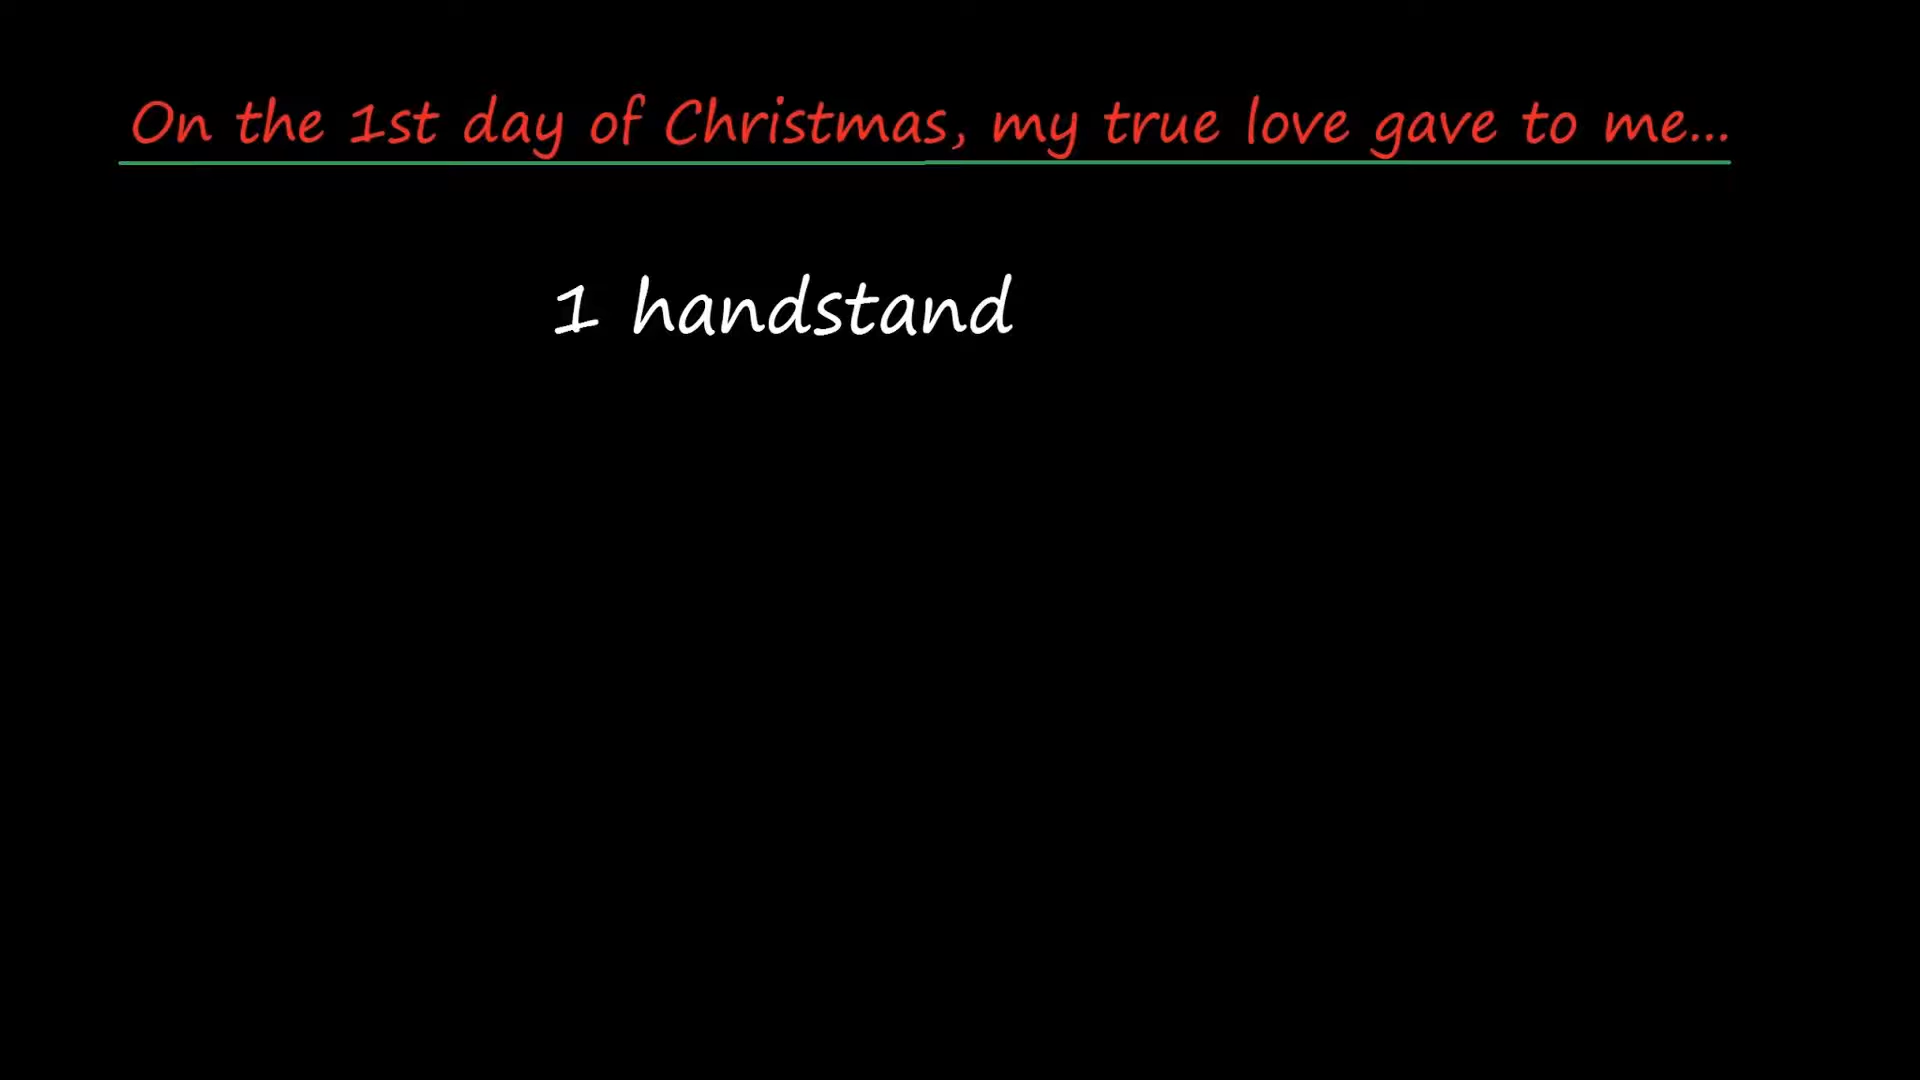 On the 1st day of Christmas, my true love gave to me...
1 handstand